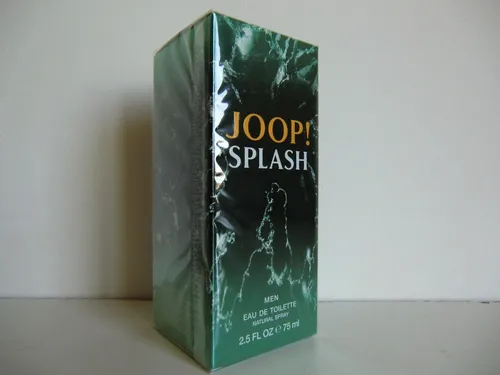 JOOP!
SPLASH
MEN
EAU DE TOILETTE
NATURAL SPRAY
2.5 FL OZ ℮ 75 ml